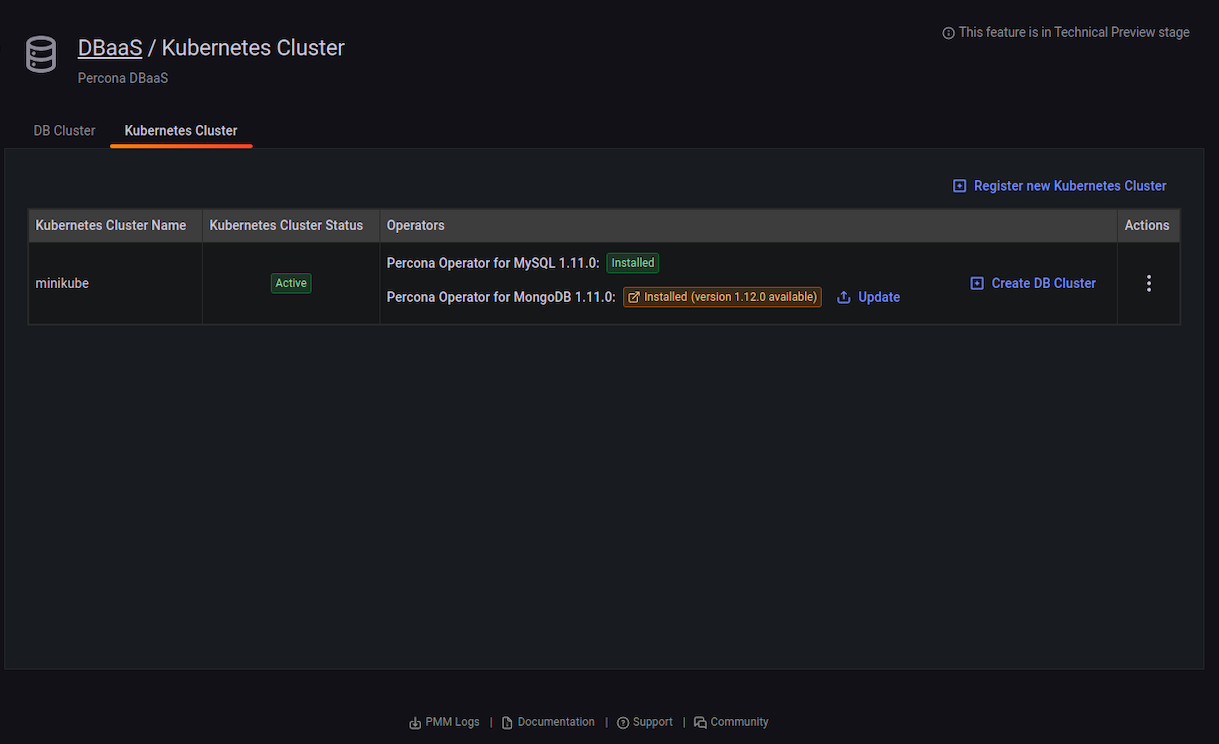 DBaaS / Kubernetes Cluster
This feature is in Technical Preview stage
Percona DBaaS
DB Cluster
Kubernetes Cluster
Register new Kubernetes Cluster
Kubernetes Cluster Name
Kubernetes Cluster Status
Operators
Actions
minikube
Active
Percona Operator for MySQL 1.11.0: Installed
Percona Operator for MongoDB 1.11.0: Installed (version 1.12.0 available) Update
Create DB Cluster
PMM Logs | Documentation | Support | Community